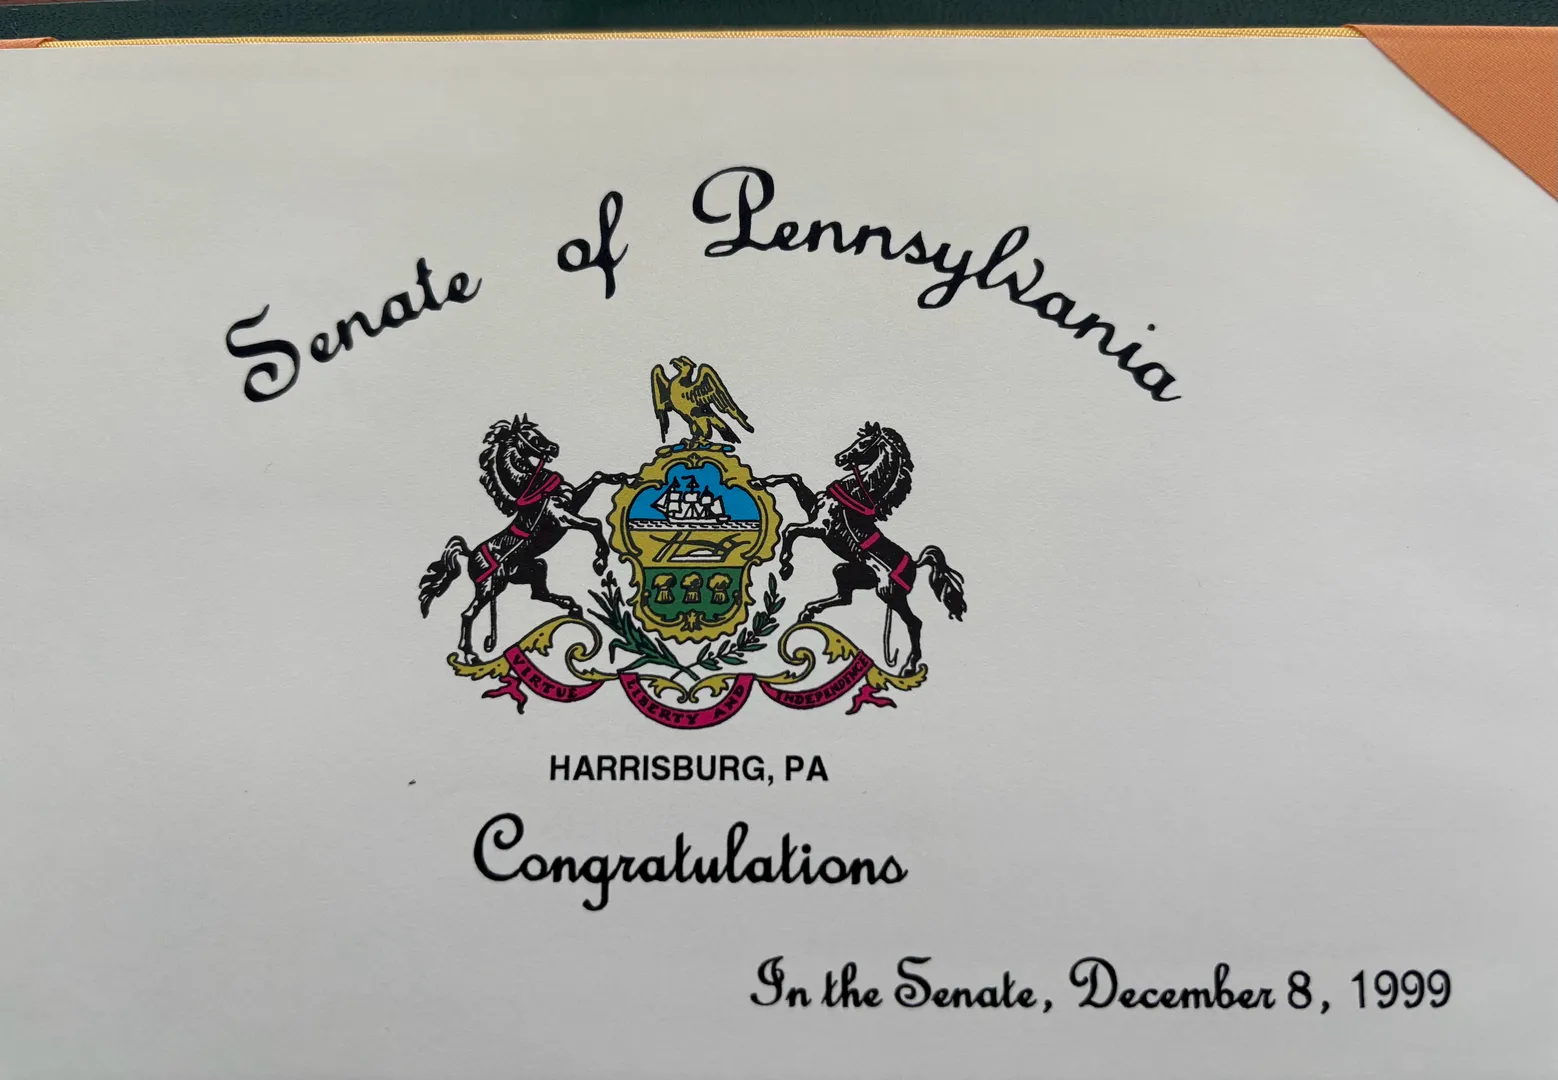 Senate of Pennsylvania
VIRTUE LIBERTY AND INDEPENDENCE
HARRISBURG, PA
Congratulations
In the Senate, December 8, 1999